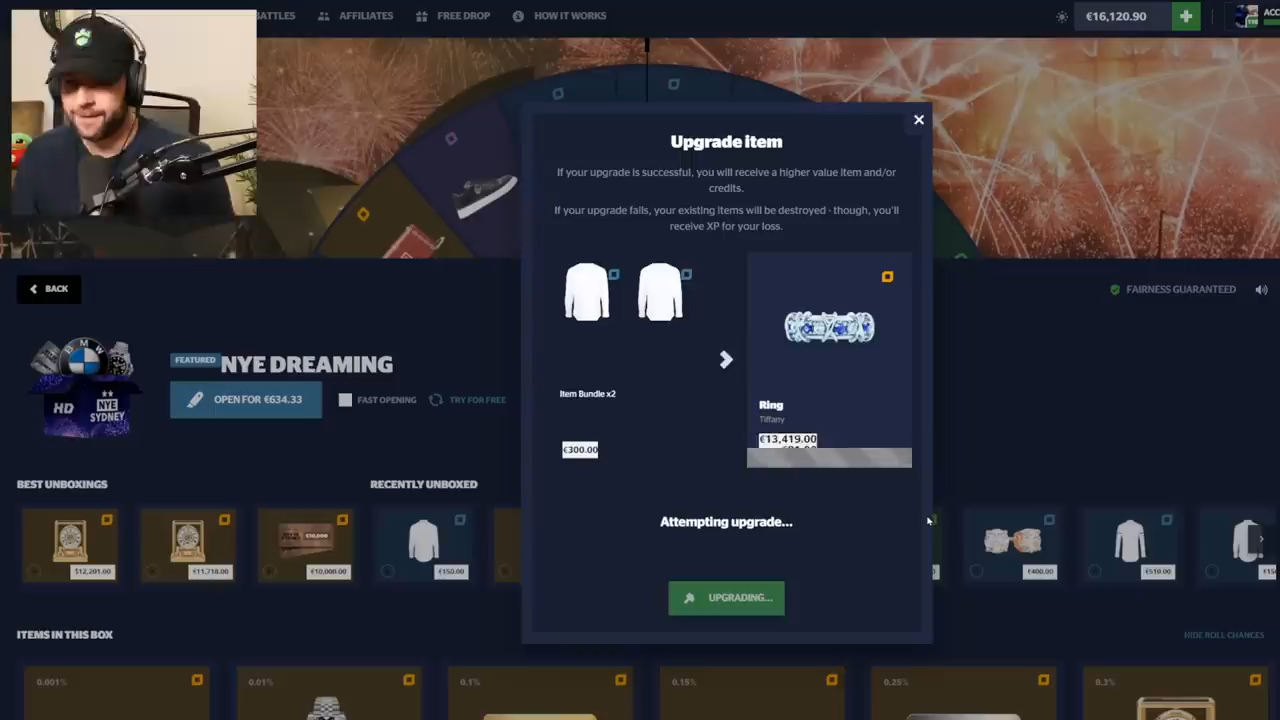 BATTLES
AFFILIATES
FREE DROP
HOW IT WORKS
€16,120.90
Upgrade item
If your upgrade is successful, you will receive a higher value item and/or
credits.
If your upgrade fails, your existing items will be destroyed - though, you'll
receive XP for your loss.
BACK
FAIRNESS GUARANTEED
BMW
HD
NYE
SYDNEY
FEATURED
NYE DREAMING
OPEN FOR €634.33
FAST OPENING
TRY FOR FREE
Item Bundle x2
€300.00
Ring
Tiffany
€13,419.00
Attempting upgrade...
UPGRADING...
BEST UNBOXINGS
RECENTLY UNBOXED
$12,201.00
€11,718.00
€10,000.00
€150.00
€400.00
€510.00
ITEMS IN THIS BOX
HIDE ROLL CHANCES
0.001%
0.01%
0.1%
0.15%
0.25%
0.3%